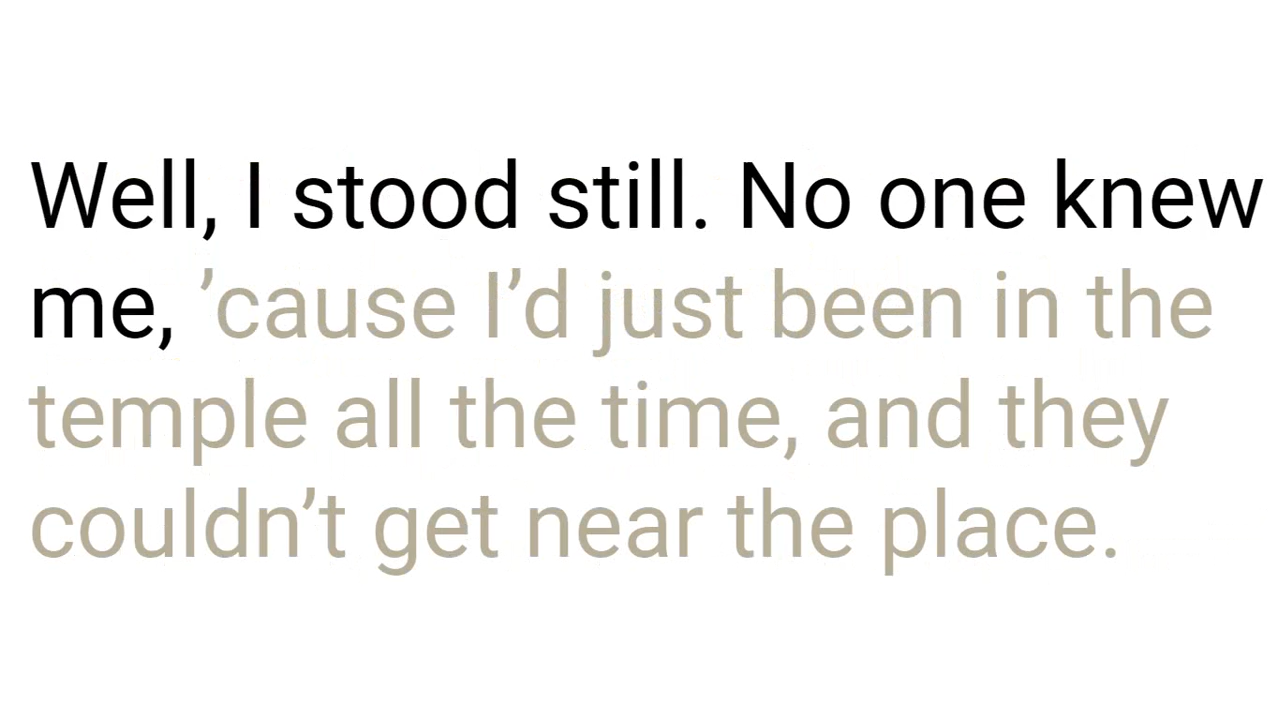 Well, I stood still. No one knew
me, ’cause I’d just been in the
temple all the time, and they
couldn’t get near the place.